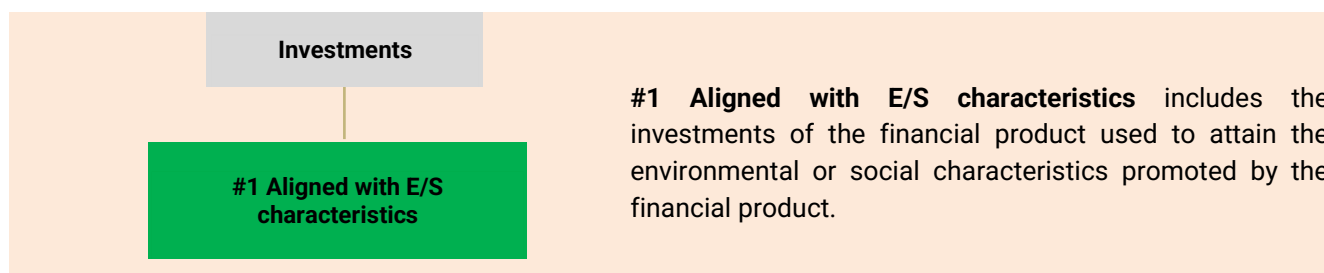 Investments
#1 Aligned with E/S
characteristics
#1 Aligned with E/S characteristics includes the
investments of the financial product used to attain the
environmental or social characteristics promoted by the
financial product.